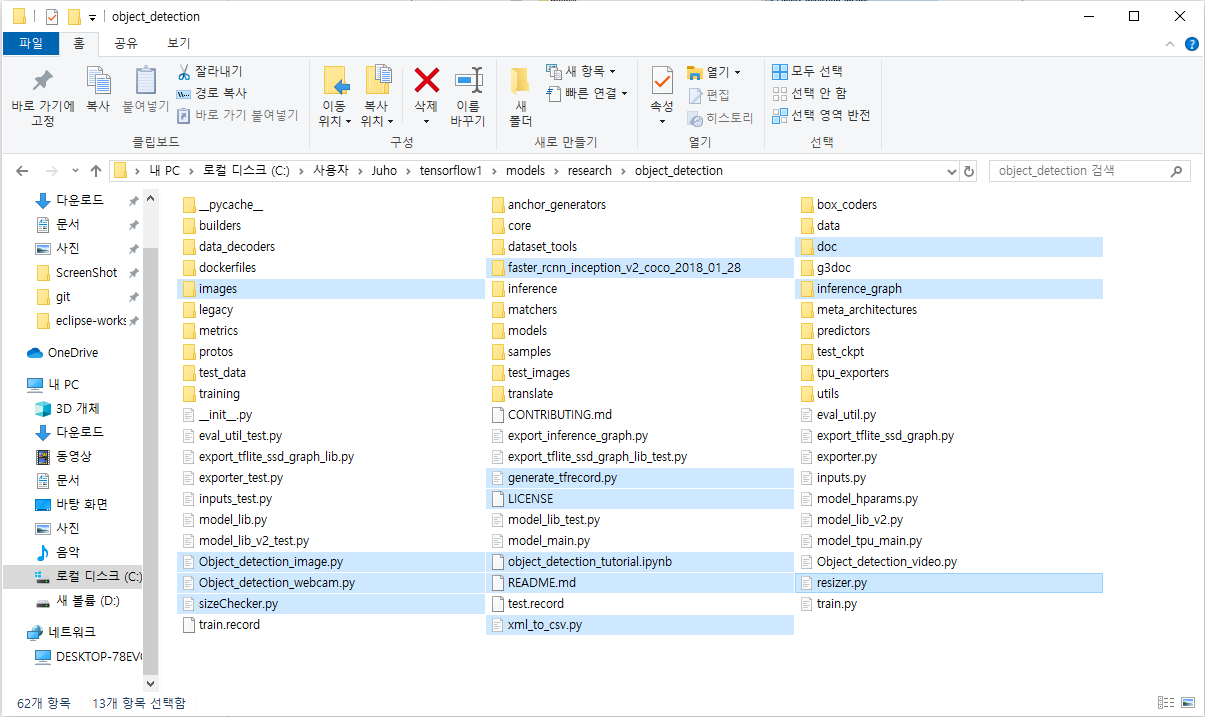 object_detection
파일 홈 공유 보기
바로 가기에 고정
복사
붙여넣기
잘라내기
경로 복사
바로 가기 붙여넣기
클립보드
이동 위치
복사 위치
삭제
이름 바꾸기
구성
새 폴더
새 항목
빠른 연결
새로 만들기
속성
열기
편집
히스토리
열기
모두 선택
선택 안 함
선택 영역 반전
선택
내 PC > 로컬 디스크 (C:) > 사용자 > Juho > tensorflow1 > models > research > object_detection
object_detection 검색
다운로드
문서
사진
ScreenShot
git
eclipse-works
OneDrive
내 PC
3D 개체
다운로드
동영상
문서
바탕 화면
사진
음악
로컬 디스크 (C:)
새 볼륨 (D:)
네트워크
DESKTOP-78EV
__pycache__ anchor_generators box_coders
builders core data
data_decoders dataset_tools doc
dockerfiles faster_rcnn_inception_v2_coco_2018_01_28 g3doc
images inference inference_graph
legacy matchers meta_architectures
metrics models predictors
protos samples test_ckpt
test_data test_images tpu_exporters
training translate utils
__init__.py CONTRIBUTING.md eval_util.py
eval_util_test.py export_inference_graph.py export_tflite_ssd_graph.py
export_tflite_ssd_graph_lib.py export_tflite_ssd_graph_lib_test.py exporter.py
exporter_test.py generate_tfrecord.py inputs.py
inputs_test.py LICENSE model_hparams.py
model_lib.py model_lib_test.py model_lib_v2.py
model_lib_v2_test.py model_main.py model_tpu_main.py
Object_detection_image.py object_detection_tutorial.ipynb Object_detection_video.py
Object_detection_webcam.py README.md resizer.py
sizeChecker.py test.record train.py
train.record xml_to_csv.py
62개 항목 13개 항목 선택함